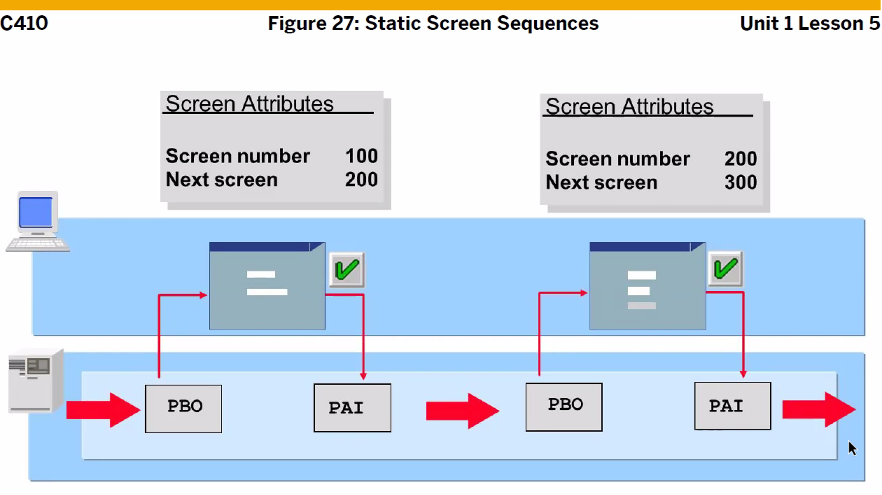 C410 Figure 27: Static Screen Sequences Unit 1 Lesson 5
Screen Attributes
Screen number 100
Next screen 200
Screen Attributes
Screen number 200
Next screen 300
PBO
PAI
PBO
PAI